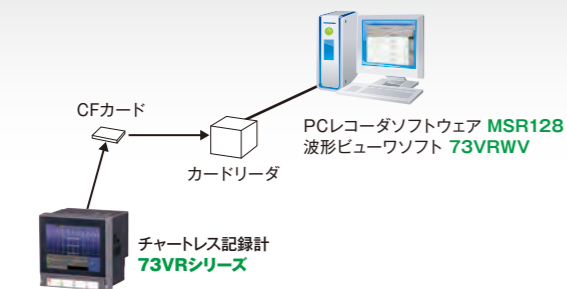 CFカード
カードリーダ
PCレコーダソフトウェア MSR128
波形ビューワソフト 73VRWV
チャートレス記録計
73VRシリーズ